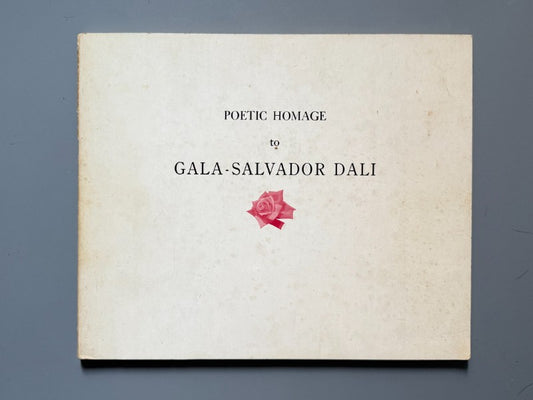 POETIC HOMAGE
to
GALA-SALVADOR DALI